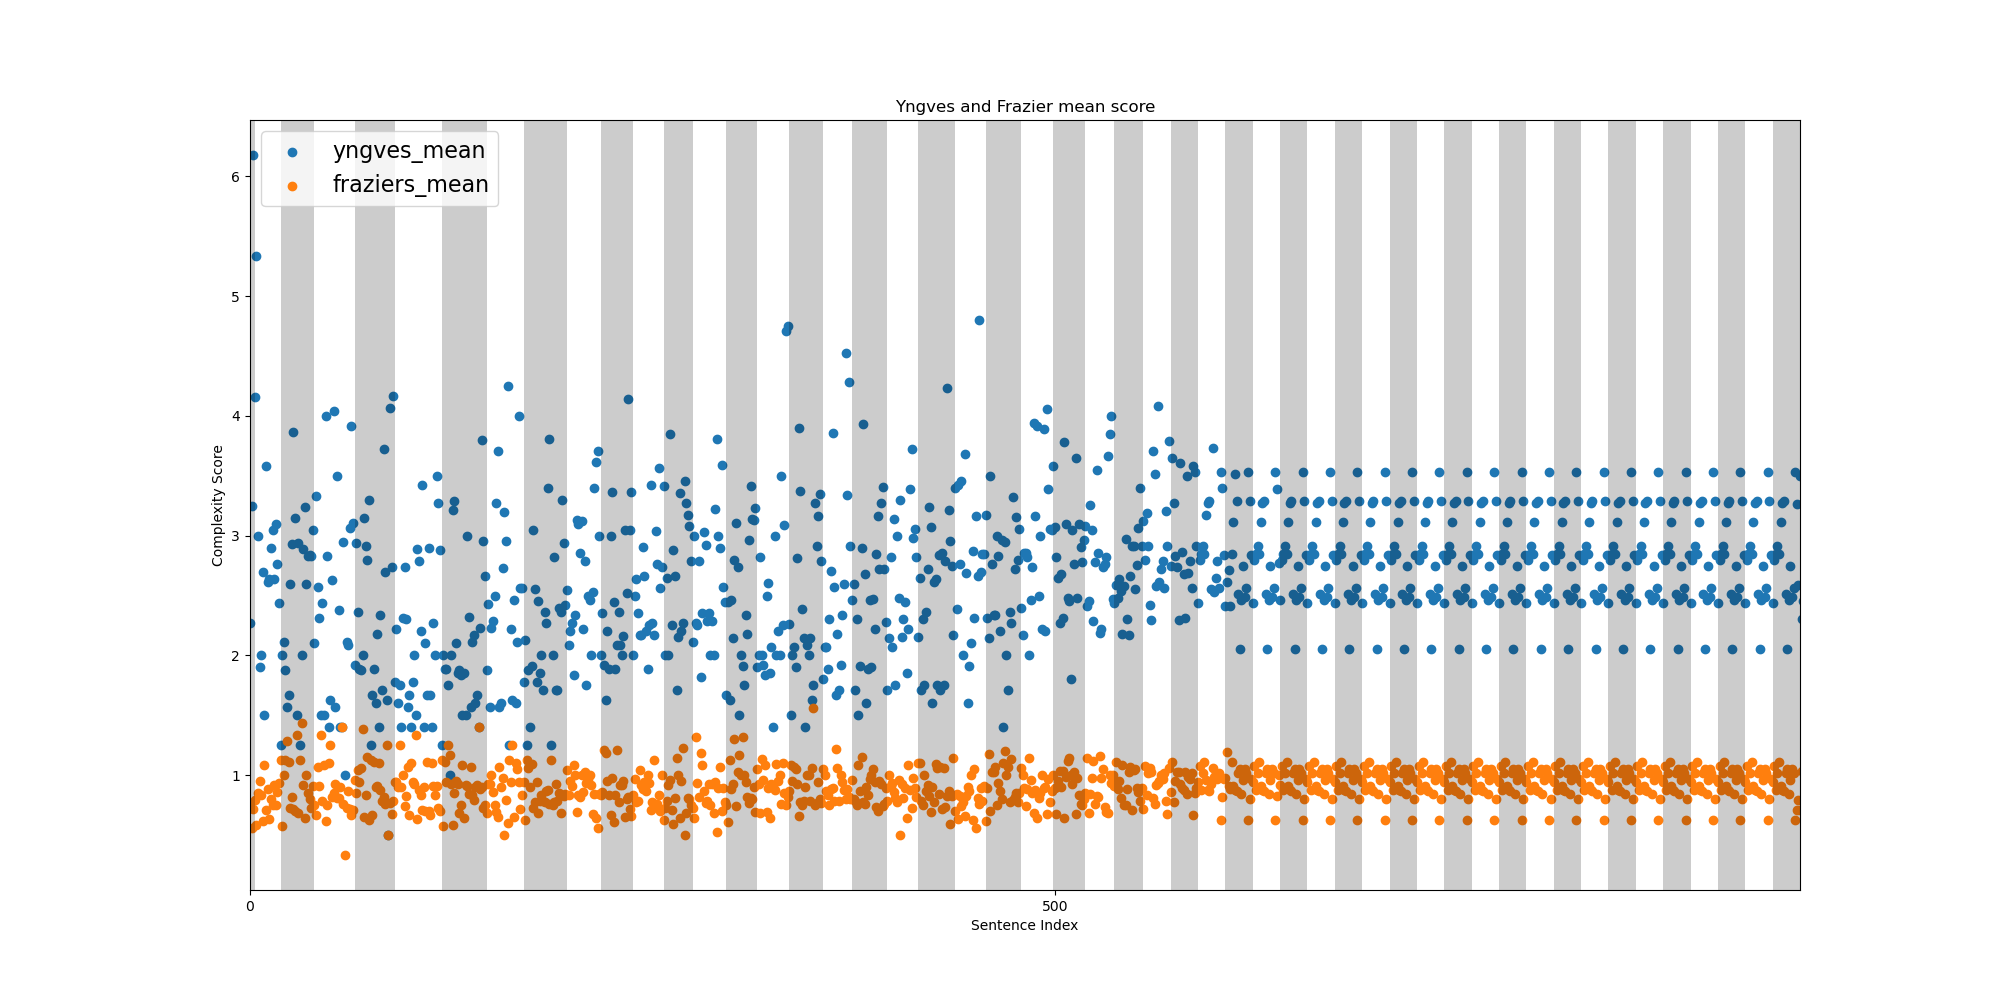 Yngves and Frazier mean score
yngves_mean
fraziers_mean
6
5
4
3
2
1
Complexity Score
0
500
Sentence Index